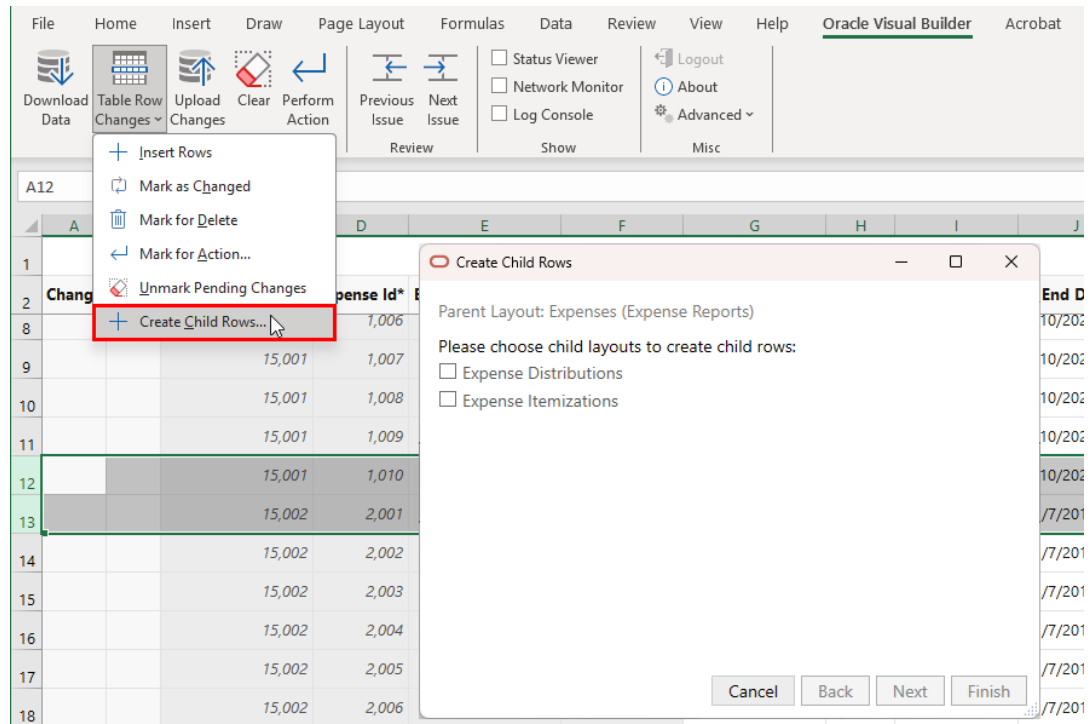 File Home Insert Draw Page Layout Formulas Data Review View Help Oracle Visual Builder Acrobat
Download Data
Table Row Changes
Upload Changes
Clear
Perform Action
Previous Issue
Next Issue
Review
Status Viewer
Network Monitor
Log Console
Show
Logout
About
Advanced
Misc
Insert Rows
Mark as Changed
Mark for Delete
Mark for Action...
Unmark Pending Changes
Create Child Rows...
A12
A D E F G H I J
1
2 Chang pense Id* E End D
8 1,006 10/202
9 15,001 1,007 10/202
10 15,001 1,008 10/202
11 15,001 1,009 10/202
12 15,001 1,010 10/202
13 15,002 2,001 /7/201
14 15,002 2,002 /7/201
15 15,002 2,003 /7/201
16 15,002 2,004 /7/201
17 15,002 2,005 /7/201
18 15,002 2,006 /7/201
Create Child Rows
Parent Layout: Expenses (Expense Reports)
Please choose child layouts to create child rows:
Expense Distributions
Expense Itemizations
Cancel Back Next Finish